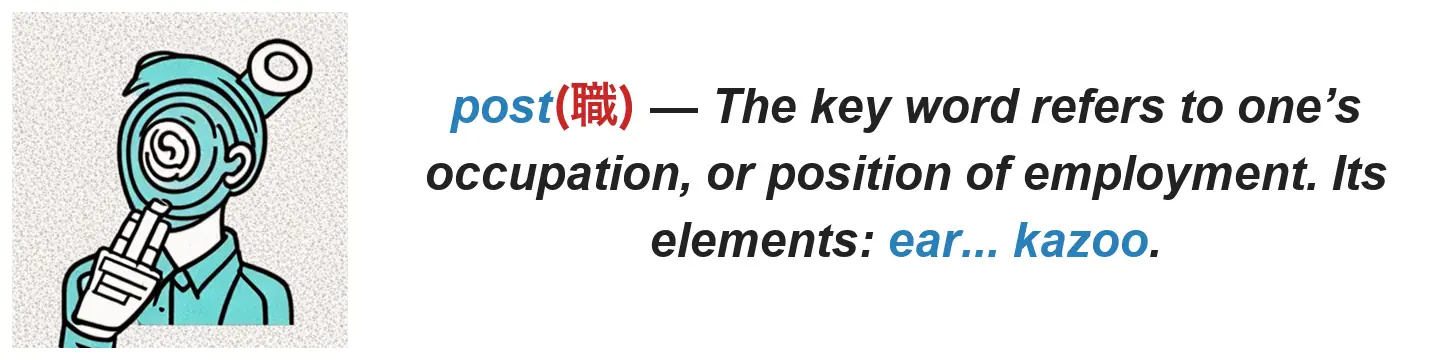 post(職) — The key word refers to one’s
occupation, or position of employment. Its
elements: ear... kazoo.